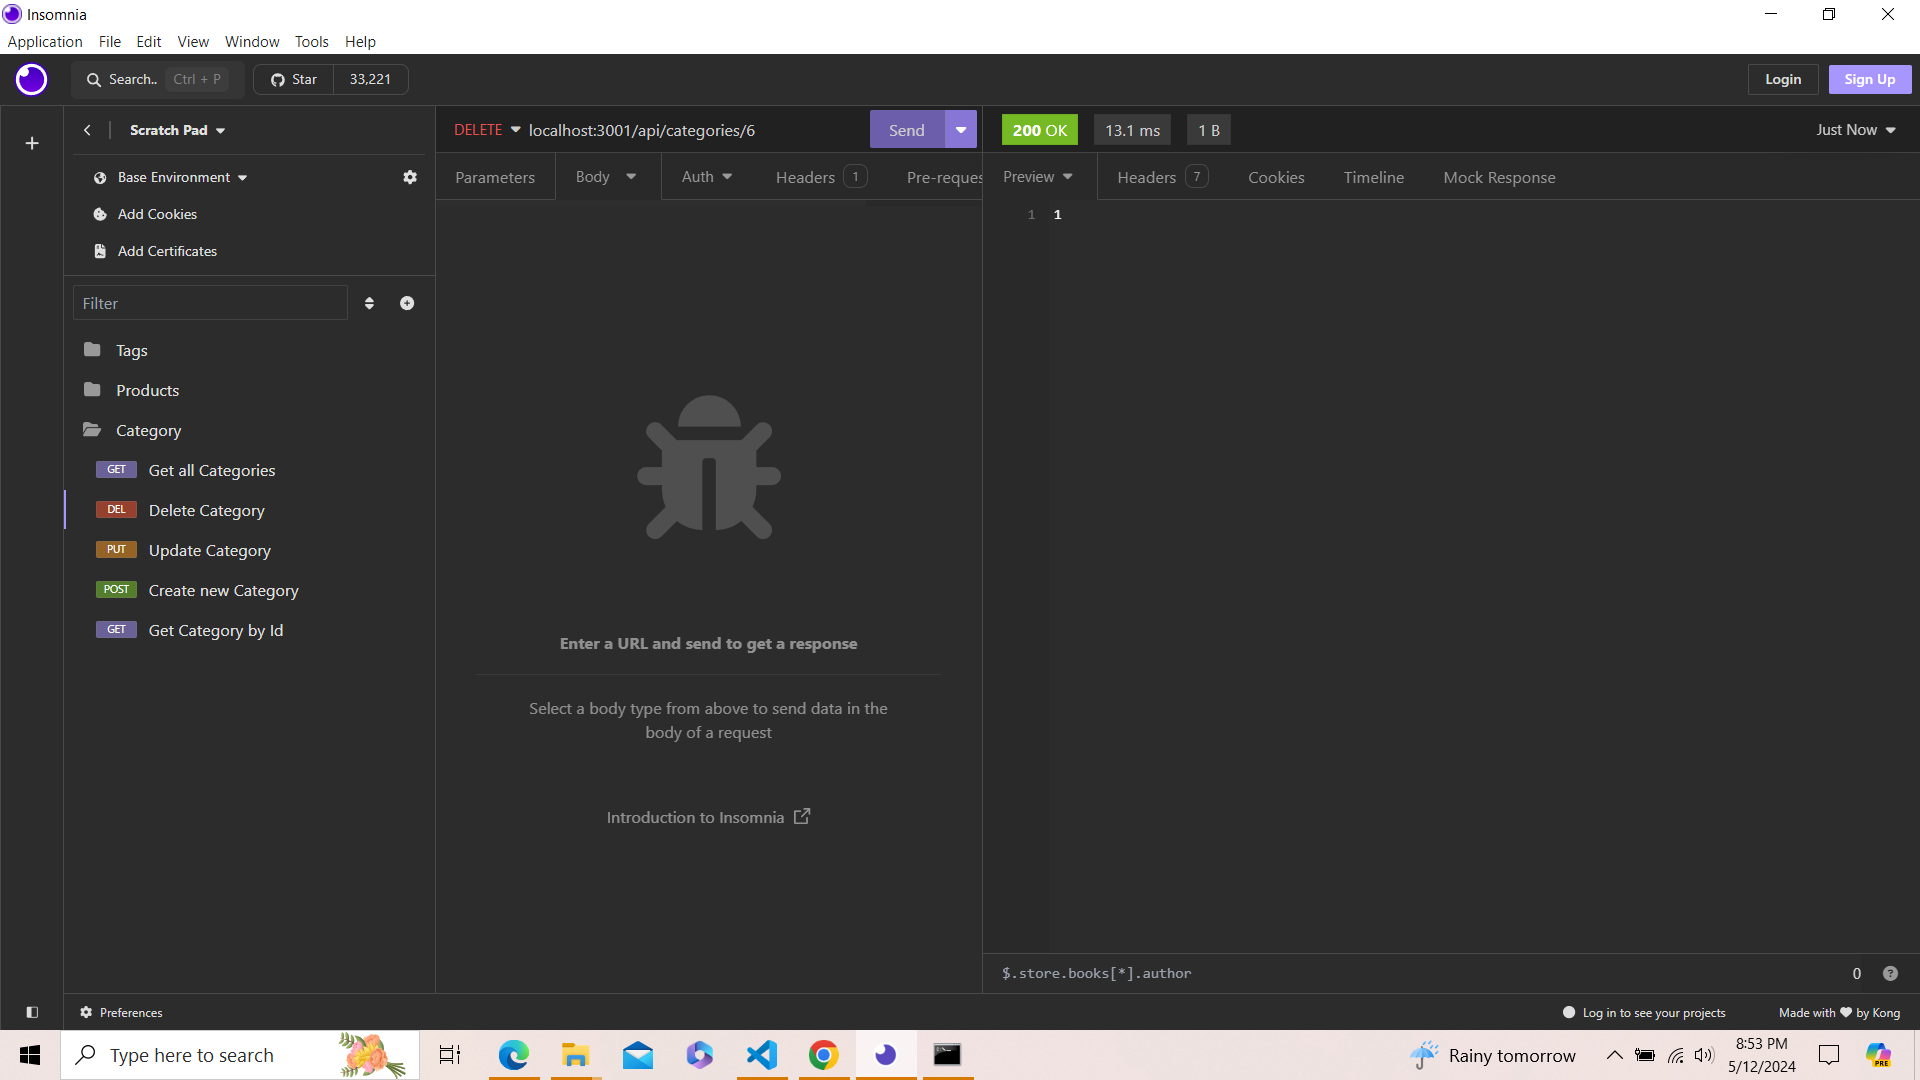 Insomnia
Application File Edit View Window Tools Help
Search.. Ctrl + P Star 33,221 Login Sign Up
Scratch Pad
Base Environment
Add Cookies
Add Certificates
Filter
Tags
Products
Category
GET Get all Categories
DEL Delete Category
PUT Update Category
POST Create new Category
GET Get Category by Id
DELETE localhost:3001/api/categories/6 Send
Parameters Body Auth Headers 1 Pre-reques
Enter a URL and send to get a response
Select a body type from above to send data in the
body of a request
Introduction to Insomnia
200 OK 13.1 ms 1 B Just Now
Preview Headers 7 Cookies Timeline Mock Response
1 1
$.store.books[*].author 0 ?
Preferences Log in to see your projects Made with ♥ by Kong
Type here to search Rainy tomorrow 8:53 PM
5/12/2024
PRE